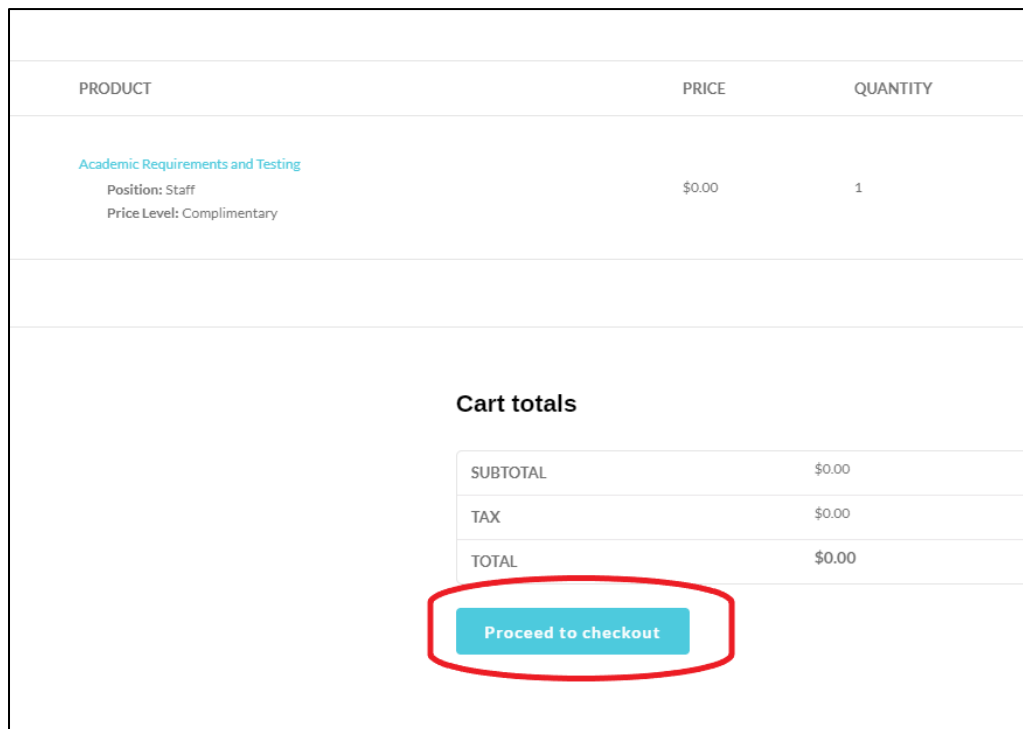 PRODUCT PRICE QUANTITY
Academic Requirements and Testing
Position: Staff $0.00 1
Price Level: Complimentary
Cart totals
SUBTOTAL $0.00
TAX $0.00
TOTAL $0.00
Proceed to checkout